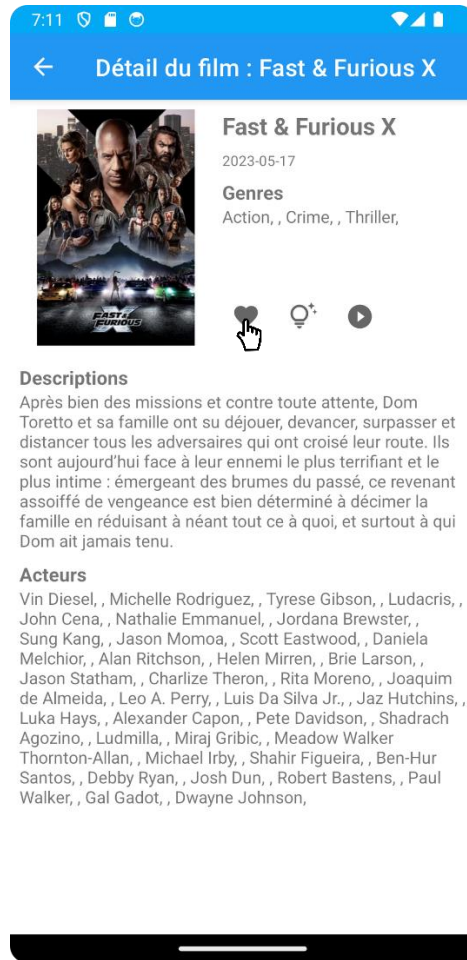 7:11
Détail du film : Fast & Furious X
Fast & Furious X
2023-05-17
Genres
Action, , Crime, , Thriller,
FAST &
FURIOUS
Descriptions
Après bien des missions et contre toute attente, Dom
Toretto et sa famille ont su déjouer, devancer, surpasser et
distancer tous les adversaires qui ont croisé leur route. Ils
sont aujourd'hui face à leur ennemi le plus terrifiant et le
plus intime : émergeant des brumes du passé, ce revenant
assoiffé de vengeance est bien déterminé à décimer la
famille en réduisant à néant tout ce à quoi, et surtout à qui
Dom ait jamais tenu.
Acteurs
Vin Diesel, , Michelle Rodriguez, , Tyrese Gibson, , Ludacris, ,
John Cena, , Nathalie Emmanuel, , Jordana Brewster, ,
Sung Kang, , Jason Momoa, , Scott Eastwood, , Daniela
Melchior, , Alan Ritchson, , Helen Mirren, , Brie Larson, ,
Jason Statham, , Charlize Theron, , Rita Moreno, , Joaquim
de Almeida, , Leo A. Perry, , Luis Da Silva Jr., , Jaz Hutchins, ,
Luka Hays, , Alexander Capon, , Pete Davidson, , Shadrach
Agozino, , Ludmilla, , Miraj Gribic, , Meadow Walker
Thornton-Allan, , Michael Irby, , Shahir Figueira, , Ben-Hur
Santos, , Debby Ryan, , Josh Dun, , Robert Bastens, , Paul
Walker, , Gal Gadot, , Dwayne Johnson,